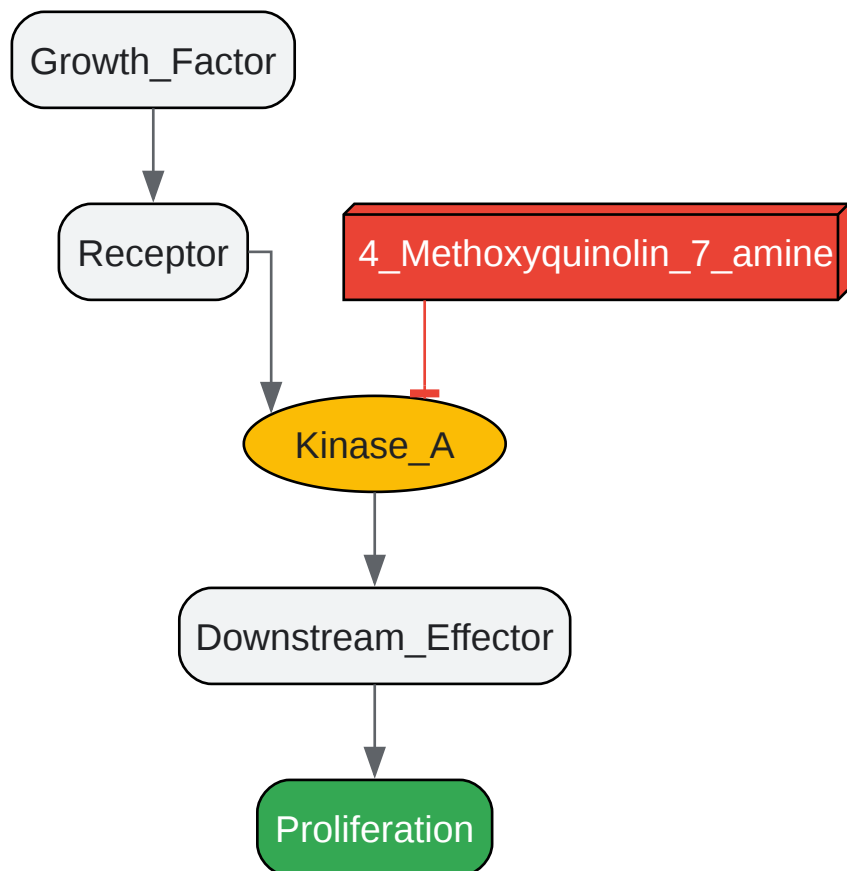 Growth_Factor
Receptor
4_Methoxyquinolin_7_amine
Kinase_A
Downstream_Effector
Proliferation